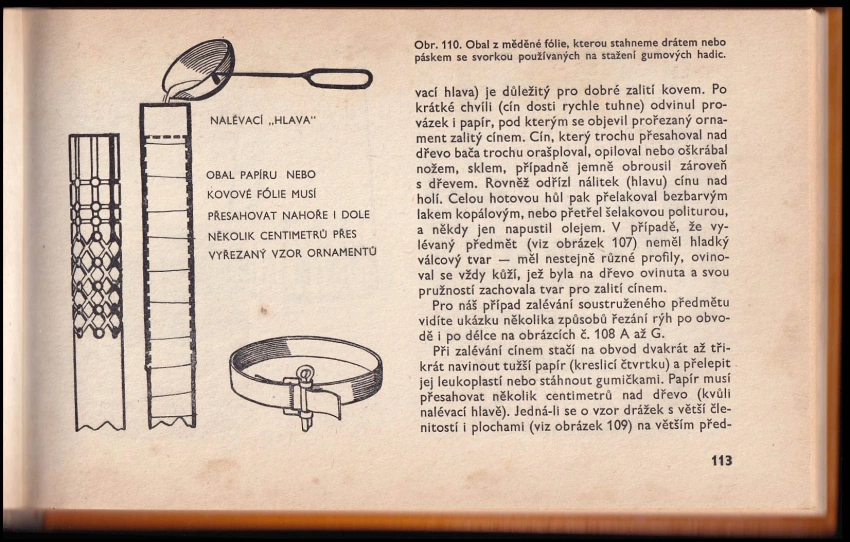 NALÉVACÍ „HLAVA“
OBAL PAPÍRU NEBO
KOVOVÉ FÓLIE MUSÍ
PŘESAHOVAT NAHOŘE I DOLE
NĚKOLIK CENTIMETRŮ PŘES
VYŘEZANÝ VZOR ORNAMENTŮ
Obr. 110. Obal z měděné fólie, kterou stahneme drátem nebo
páskem se svorkou používaných na stažení gumových hadic.
vací hlava) je důležitý pro dobré zalití kovem. Po
krátké chvíli (cín dosti rychle tuhne) odvinul pro-
vázek i papír, pod kterým se objevil prořezaný orna-
ment zalitý cínem. Cín, který trochu přesahoval nad
dřevo bača trochu orašploval, opiloval nebo oškrábal
nožem, sklem, případně jemně obrousil zároveň
s dřevem. Rovněž odřízl nálitek (hlavu) cínu nad
holí. Celou hotovou hůl pak přelakoval bezbarvým
lakem kopálovým, nebo přetřel šelakovou politurou,
a někdy jen napustil olejem. V případě, že vy-
lévaný předmět (viz obrázek 107) neměl hladký
válcový tvar — měl nestejně různé profily, ovino-
val se vždy kůží, jež byla na dřevo ovinuta a svou
pružností zachovala tvar pro zalití cínem.
Pro náš případ zalévání soustruženého předmětu
vidíte ukázku několika způsobů řezání rýh po obvo-
dě i po délce na obrázcích č. 108 A až G.
Při zalévání cínem stačí na obvod dvakrát až tři-
krát navinout tužší papír (kreslicí čtvrtku) a přelepit
jej leukoplastí nebo stáhnout gumičkami. Papír musí
přesahovat několik centimetrů nad dřevo (kvůli
nalévací hlavě). Jedná-li se o vzor drážek s větší čle-
nitostí i plochami (viz obrázek 109) na větším před-
113